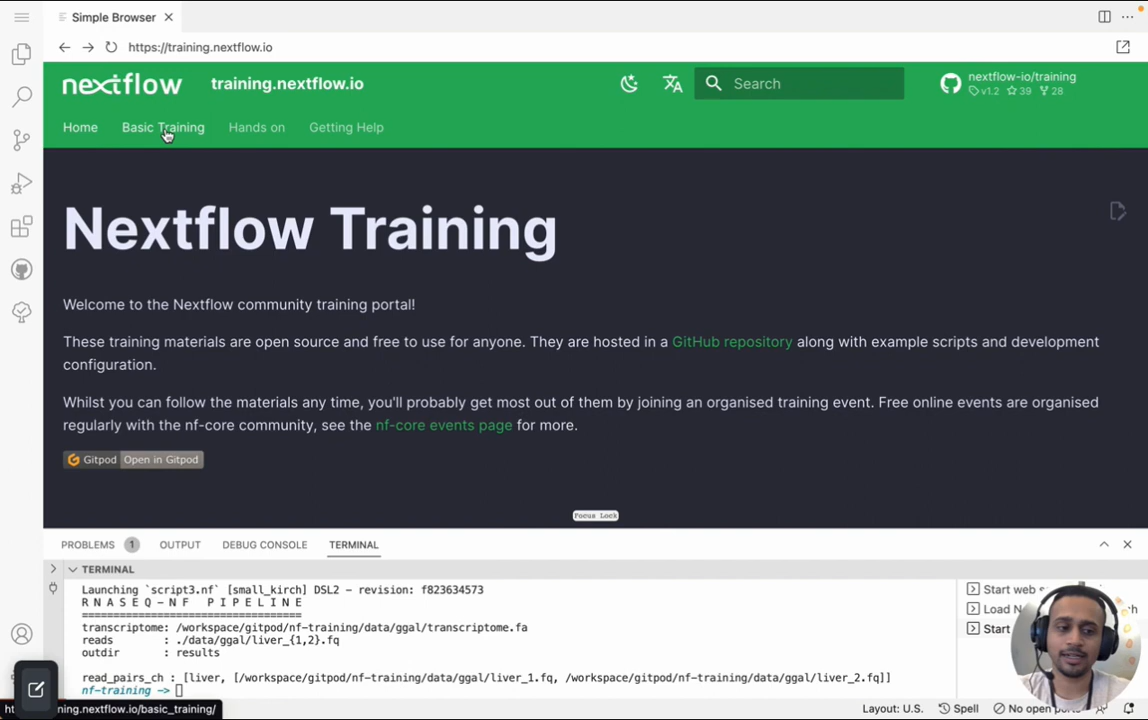 Simple Browser
https://training.nextflow.io
nextflow
training.nextflow.io
Search
nextflow-io/training
v1.2 39 28
Home
Basic Training
Hands on
Getting Help
Nextflow Training
Welcome to the Nextflow community training portal!
These training materials are open source and free to use for anyone. They are hosted in a GitHub repository along with example scripts and development
configuration.
Whilst you can follow the materials any time, you'll probably get most out of them by joining an organised training event. Free online events are organised
regularly with the nf-core community, see the nf-core events page for more.
Gitpod Open in Gitpod
Focus Lock
PROBLEMS 1
OUTPUT
DEBUG CONSOLE
TERMINAL
TERMINAL
Launching `script3.nf` [small_kirch] DSL2 - revision: f823634573
R N A S E Q - N F   P I P E L I N E
===================================
transcriptome: /workspace/gitpod/nf-training/data/ggal/transcriptome.fa
reads        : ./data/ggal/liver_{1,2}.fq
outdir       : results
read_pairs_ch : [liver, [/workspace/gitpod/nf-training/data/ggal/liver_1.fq, /workspace/gitpod/nf-training/data/ggal/liver_2.fq]]
nf-training ->
Start web
Load
Start
ning.nextflow.io/basic_training/
Layout: U.S.
Spell
No open